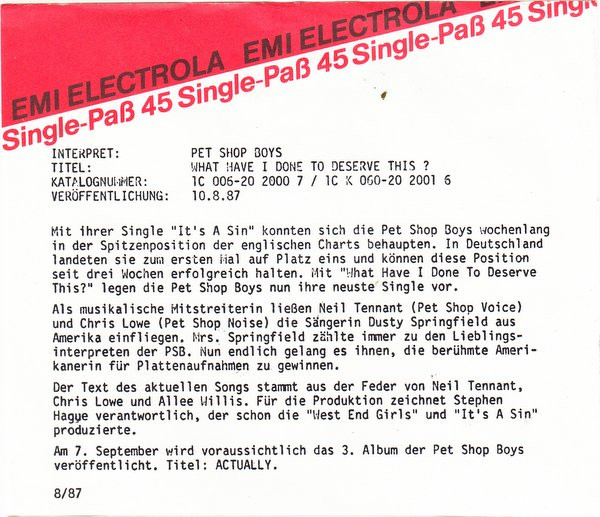 EMI ELECTROLA EMI ELECTROLA E
Single-Paß 45 Single-Paß 45 Single-Paß 45 Singl
INTERPRET: PET SHOP BOYS
TITEL: WHAT HAVE I DONE TO DESERVE THIS ?
KATALOGNUMMER: 1C 006-20 2000 7 / 1C K 060-20 2001 6
VERÖFFENTLICHUNG: 10.8.87
Mit ihrer Single "It's A Sin" konnten sich die Pet Shop Boys wochenlang
in der Spitzenposition der englischen Charts behaupten. In Deutschland
landeten sie zum ersten Mal auf Platz eins und können diese Position
seit drei Wochen erfolgreich halten. Mit "What Have I Done To Deserve
This?" legen die Pet Shop Boys nun ihre neuste Single vor.
Als musikalische Mitstreiterin ließen Neil Tennant (Pet Shop Voice)
und Chris Lowe (Pet Shop Noise) die Sängerin Dusty Springfield aus
Amerika einfliegen. Mrs. Springfield zählte immer zu den Lieblings-
interpreten der PSB. Nun endlich gelang es ihnen, die berühmte Ameri-
kanerin für Plattenaufnahmen zu gewinnen.
Der Text des aktuellen Songs stammt aus der Feder von Neil Tennant,
Chris Lowe und Allee Willis. Für die Produktion zeichnet Stephen
Hague verantwortlich, der schon die "West End Girls" und "It's A Sin"
produzierte.
Am 7. September wird voraussichtlich das 3. Album der Pet Shop Boys
veröffentlicht. Titel: ACTUALLY.
8/87